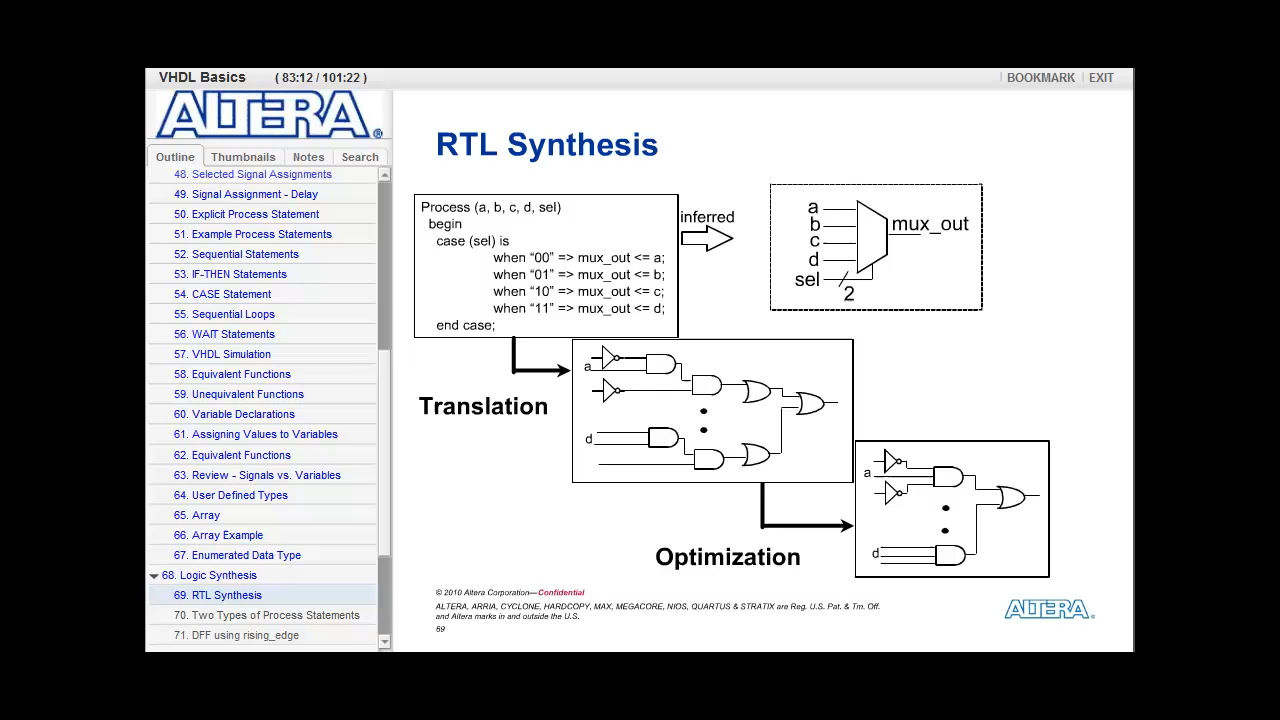 VHDL Basics ( 83:12 / 101:22 )
BOOKMARK EXIT
ALTERA®
Outline Thumbnails Notes Search
48. Selected Signal Assignments
49. Signal Assignment - Delay
50. Explicit Process Statement
51. Example Process Statements
52. Sequential Statements
53. IF-THEN Statements
54. CASE Statement
55. Sequential Loops
56. WAIT Statements
57. VHDL Simulation
58. Equivalent Functions
59. Unequivalent Functions
60. Variable Declarations
61. Assigning Values to Variables
62. Equivalent Functions
63. Review - Signals vs. Variables
64. User Defined Types
65. Array
66. Array Example
67. Enumerated Data Type
68. Logic Synthesis
69. RTL Synthesis
70. Two Types of Process Statements
71. DFF using rising_edge
RTL Synthesis
Process (a, b, c, d, sel)
begin
case (sel) is
when “00” => mux_out <= a;
when “01” => mux_out <= b;
when “10” => mux_out <= c;
when “11” => mux_out <= d;
end case;
inferred
a
b
c
d
sel
2
mux_out
Translation
a
d
Optimization
a
d
© 2010 Altera Corporation—Confidential
ALTERA, ARRIA, CYCLONE, HARDCOPY, MAX, MEGACORE, NIOS, QUARTUS & STRATIX are Reg. U.S. Pat. & Tm. Off.
and Altera marks in and outside the U.S.
69
ALTERA